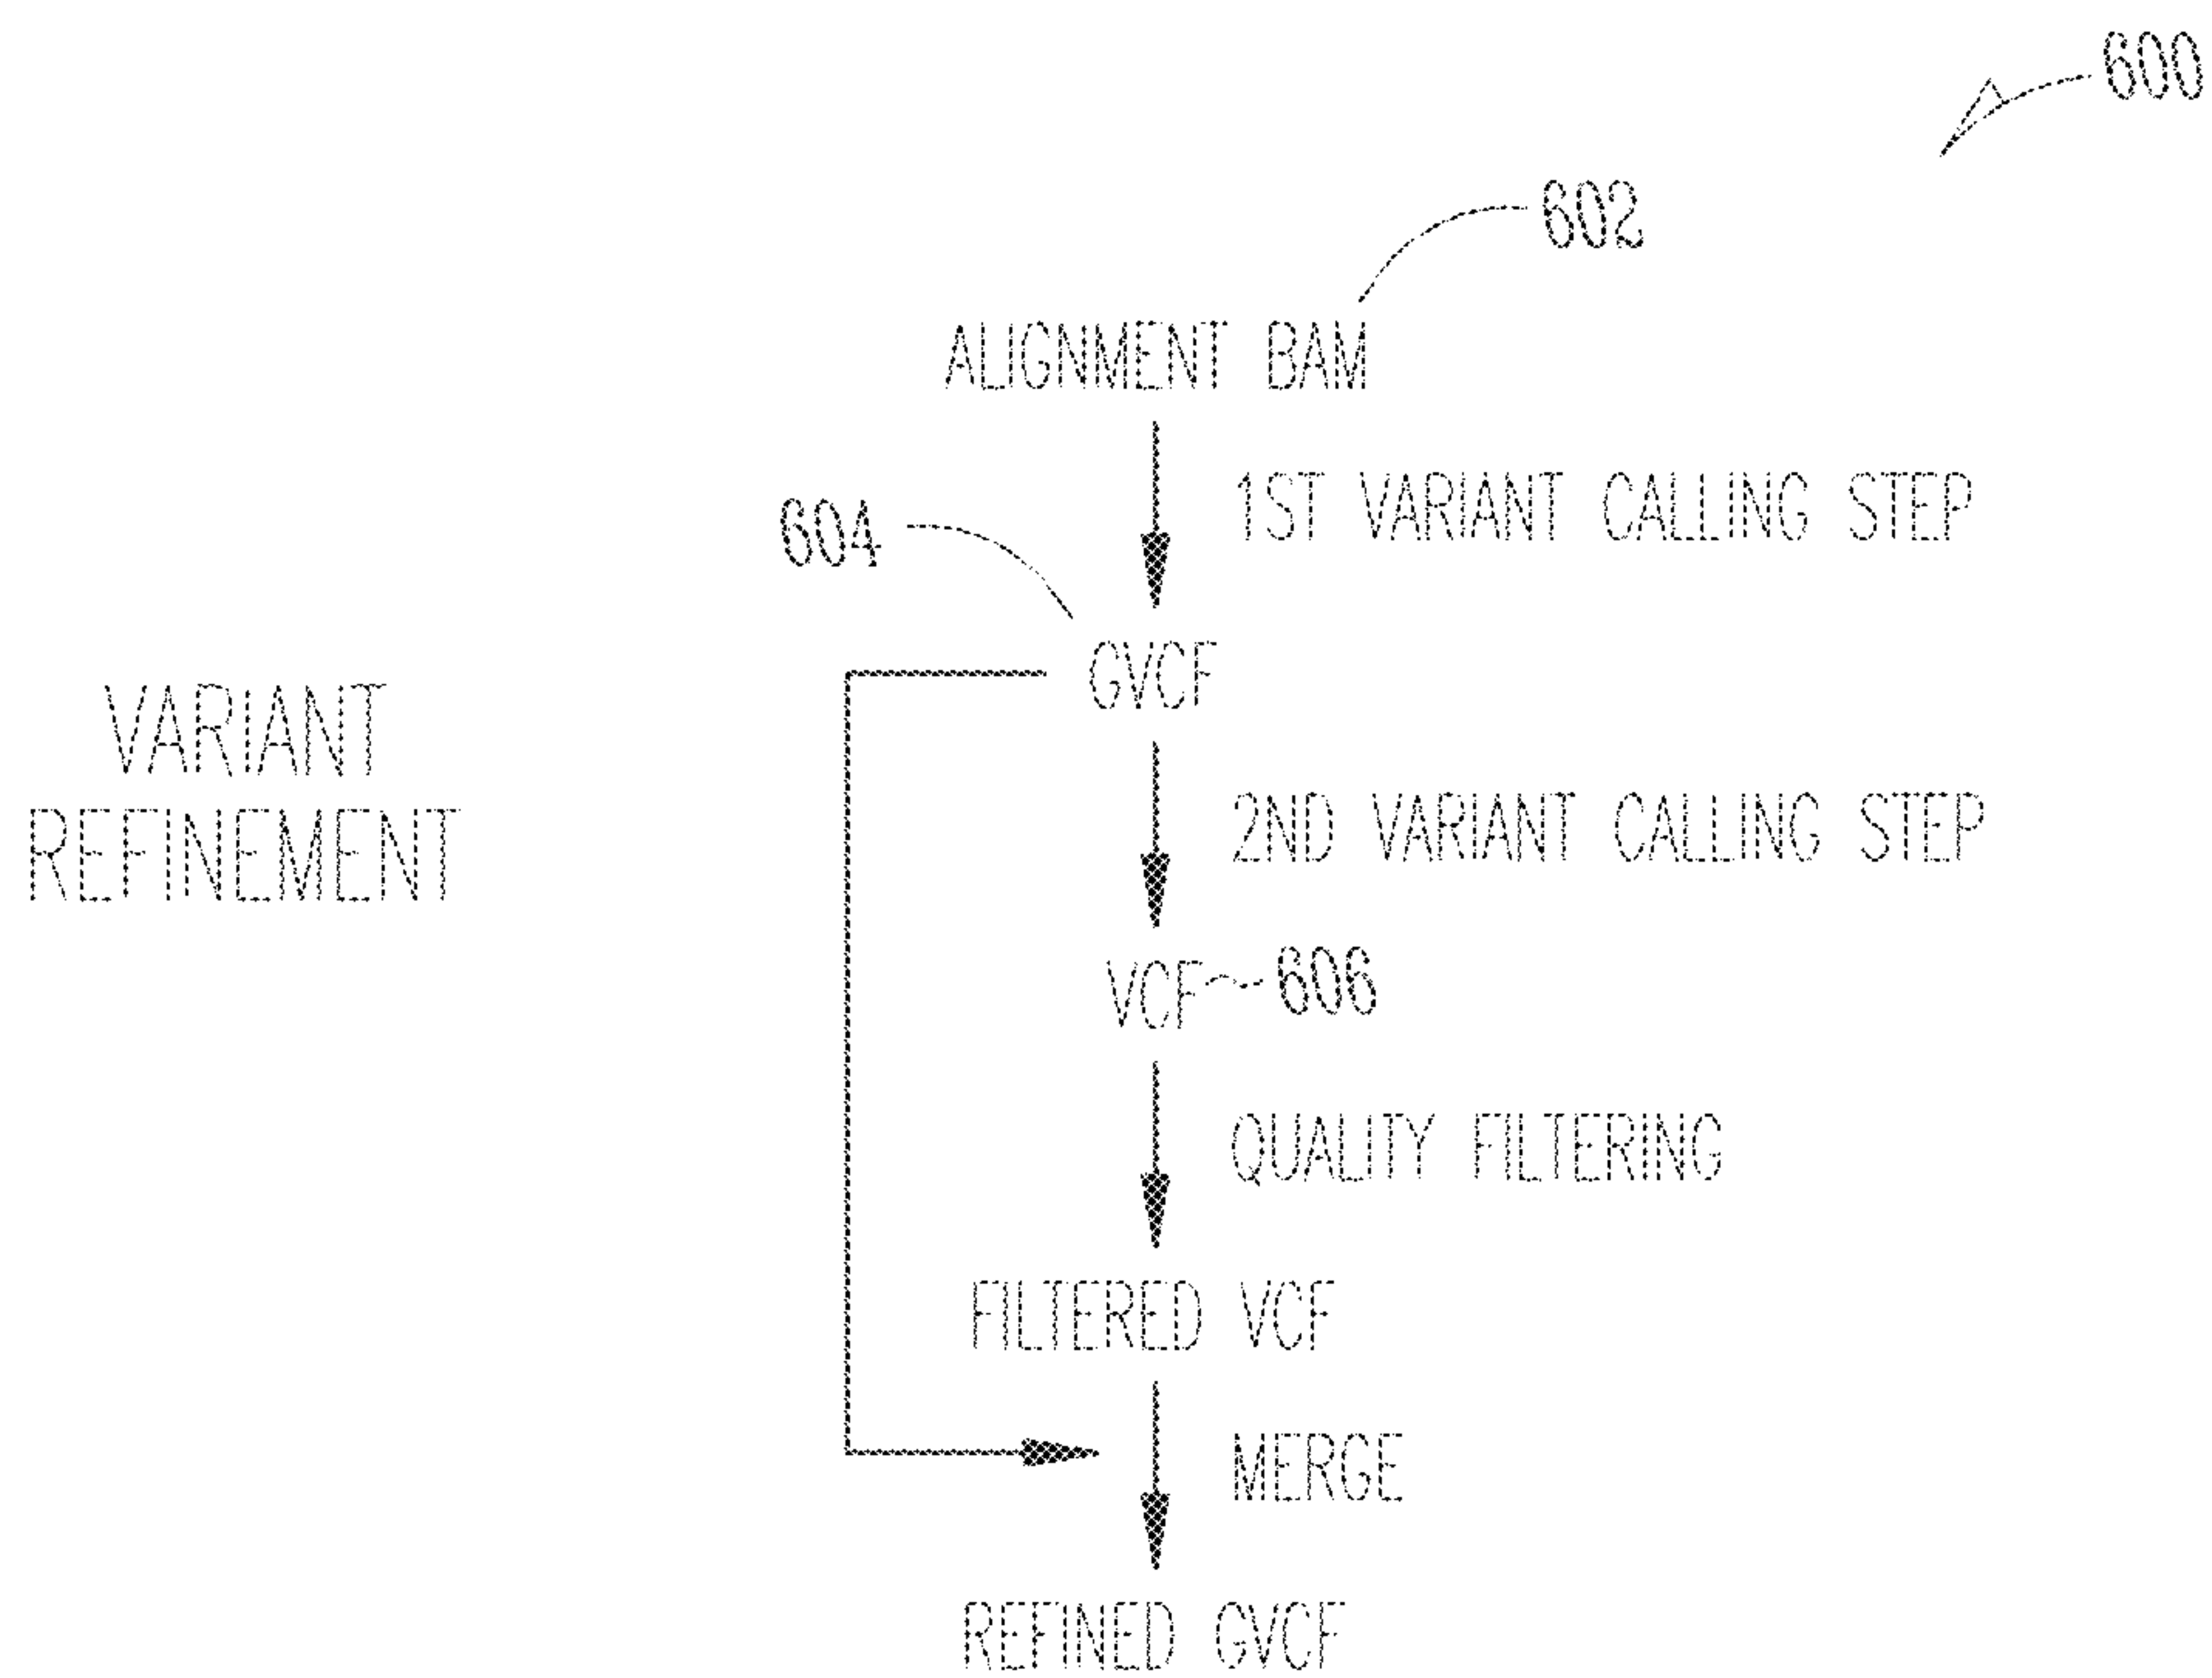 600
602
ALIGNMENT BAM
1ST VARIANT CALLING STEP
604
GVCF
VARIANT
REFINEMENT
2ND VARIANT CALLING STEP
VCF
606
QUALITY FILTERING
FILTERED VCF
MERGE
REFINED GVCF